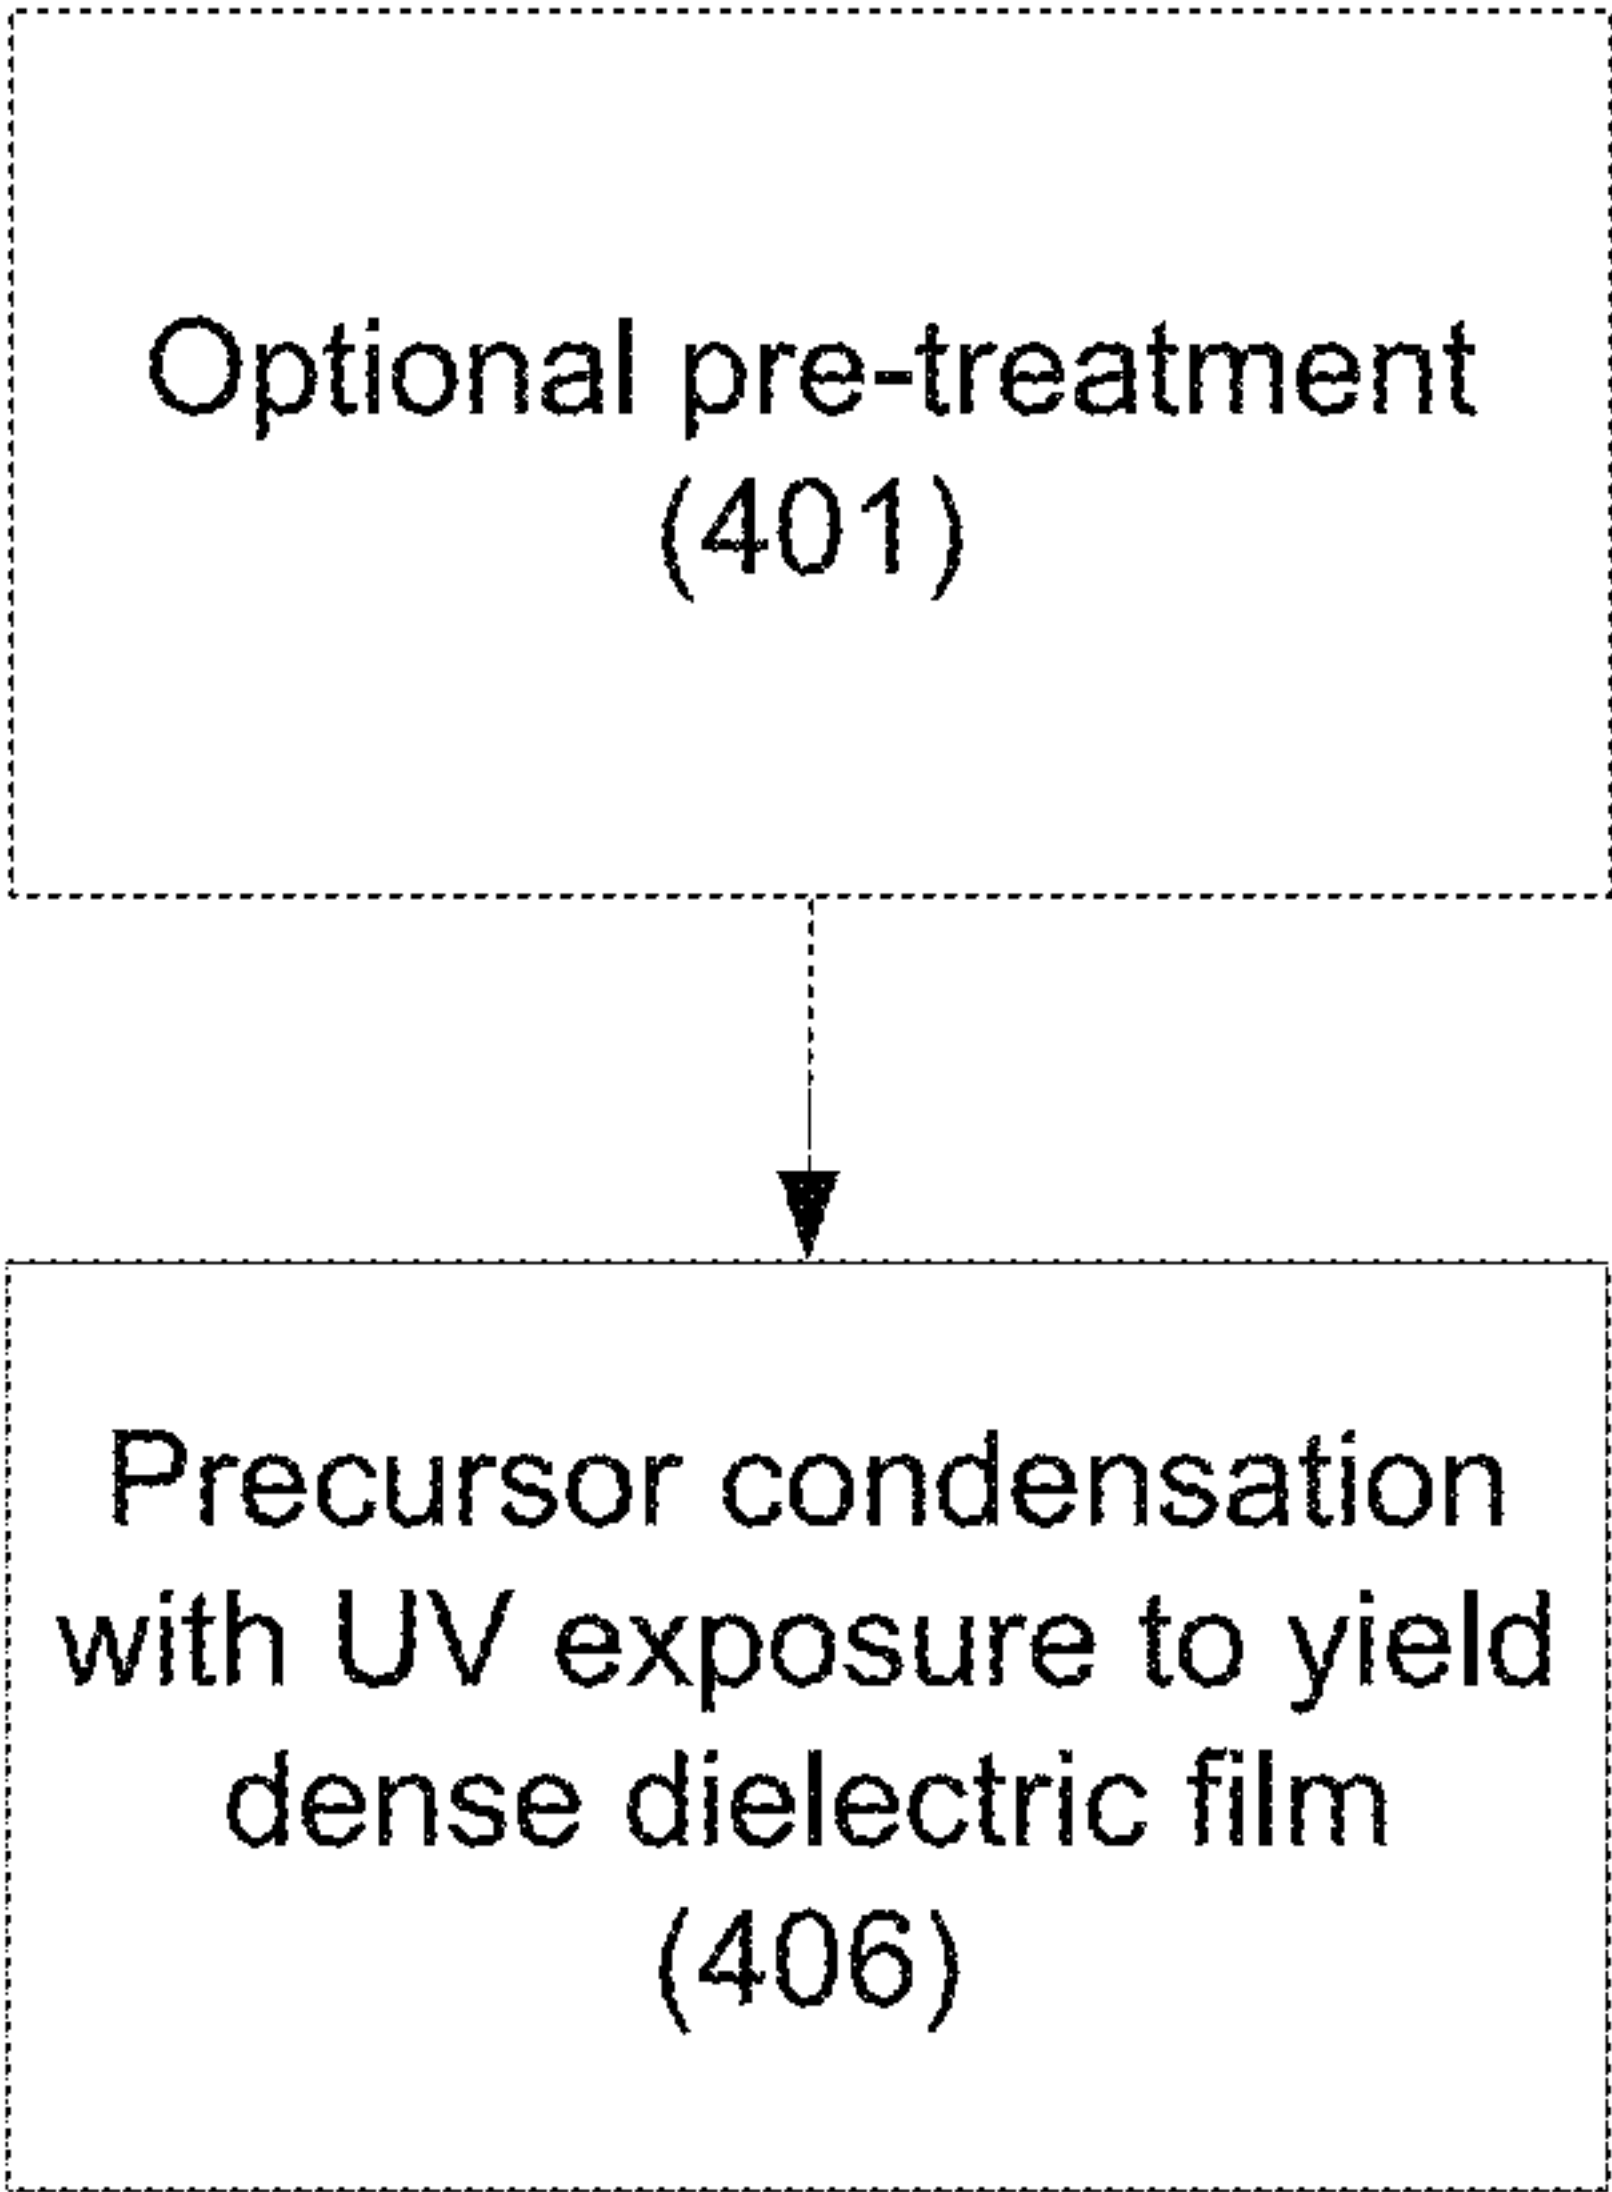 Optional pre-treatment
(401)
Precursor condensation
with UV exposure to yield
dense dielectric film
(406)